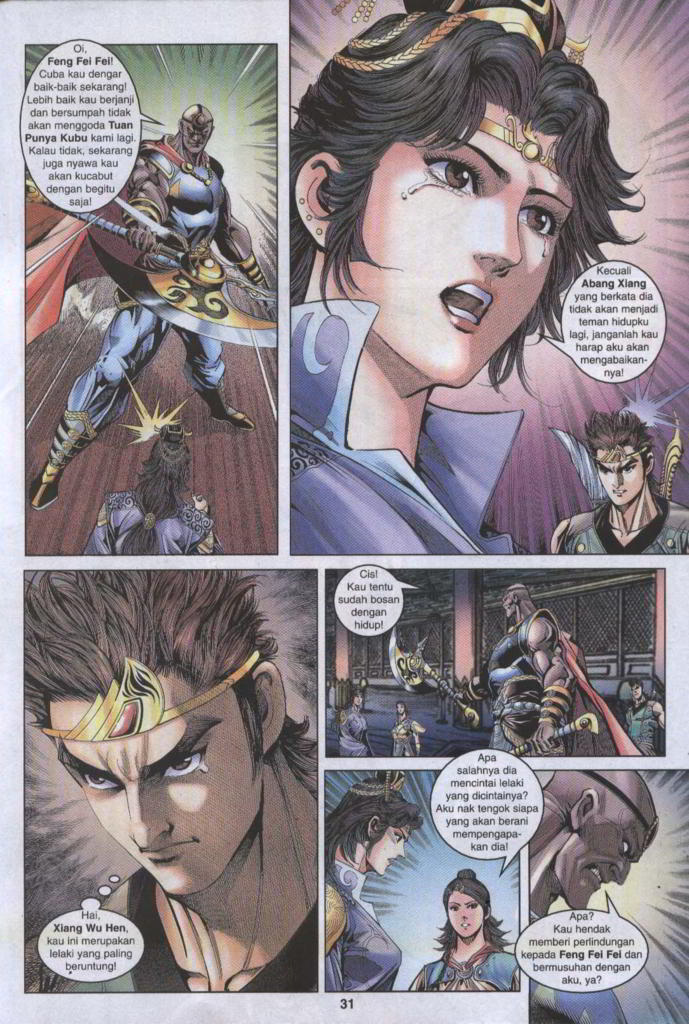 Oi,
Feng Fei Fei!
Cuba kau dengar
baik-baik sekarang!
Lebih baik kau berjanji
dan bersumpah tidak
akan menggoda Tuan
Punya Kubu kami lagi.
Kalau tidak, sekarang
juga nyawa kau
akan kucabut
dengan begitu
saja!
Kecuali
Abang Xiang
yang berkata dia
tidak akan menjadi
teman hidupku
lagi, janganlah kau
harap aku akan
mengabaikan-
nya!
Hai,
Xiang Wu Hen,
kau ini merupakan
lelaki yang paling
beruntung!
Cis!
Kau tentu
sudah bosan
dengan
hidup!
Apa
salahnya dia
mencintai lelaki
yang dicintainya?
Aku nak tengok siapa
yang akan berani
mempengapa-
kan dia!
Apa?
Kau hendak
memberi perlindungan
kepada Feng Fei Fei dan
bermusuhan dengan
aku, ya?
31